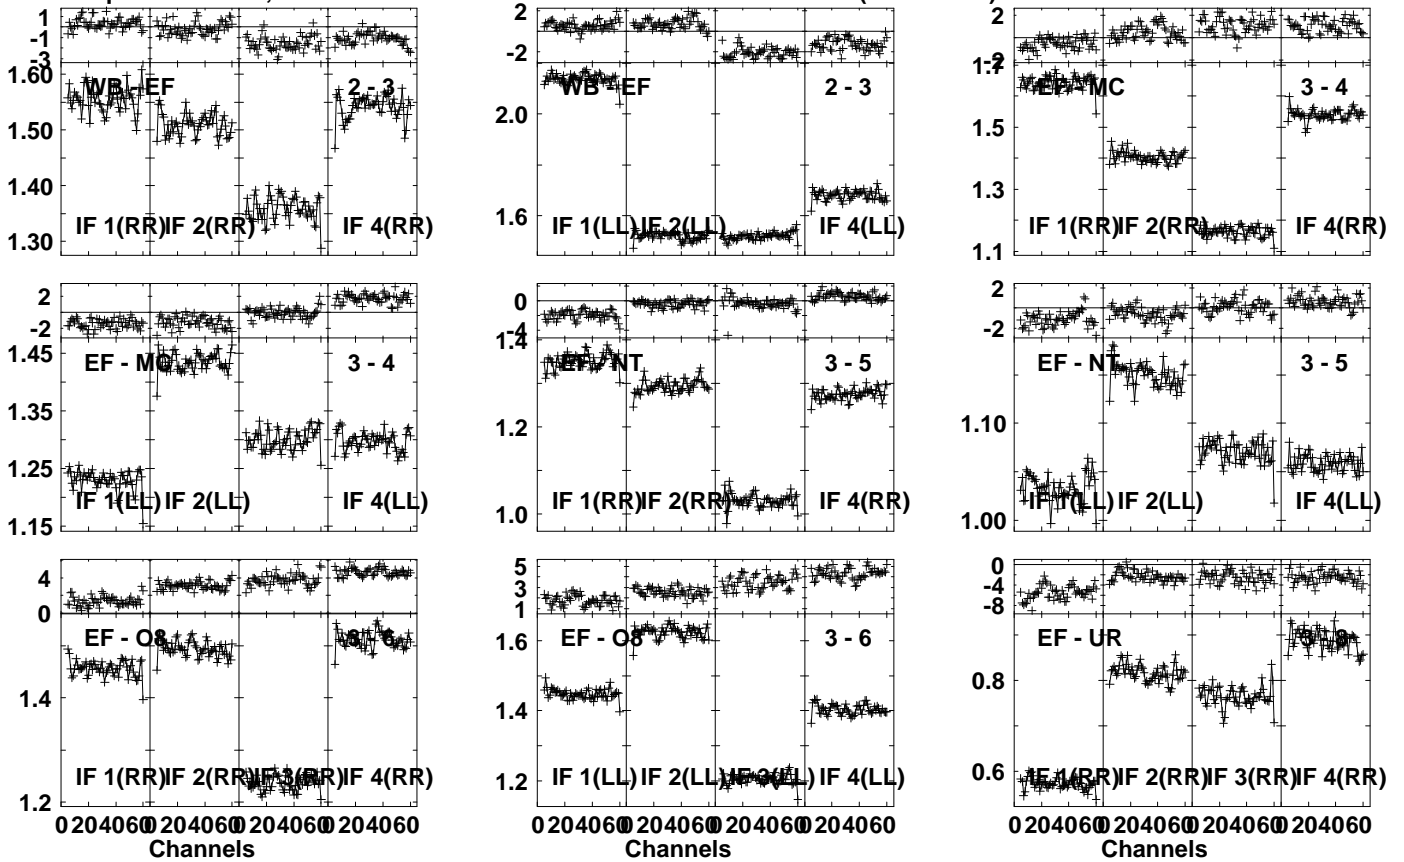 1
-1
-3
1.60
1.50
1.40
1.30
WB - EF 2 - 3
IF 1(RR) IF 2(RR) IF 4(RR)
2
-2
2.0
1.6
WB - EF 2 - 3
IF 1(LL) IF 2(LL) IF 4(LL)
2
-2
1.7
1.5
1.3
1.1
EF - MC 3 - 4
IF 1(RR) IF 2(RR) IF 4(RR)
2
-2
1.45
1.35
1.25
1.15
EF - MC 3 - 4
IF 1(LL) IF 2(LL) IF 4(LL)
0
-4
1.4
1.2
1.0
EF - NT 3 - 5
IF 1(RR) IF 2(RR) IF 4(RR)
2
-2
1.10
1.00
EF - NT 3 - 5
IF 1(LL) IF 2(LL) IF 4(LL)
4
0
1.4
1.2
EF - O8 3 - 6
IF 1(RR) IF 2(RR) IF 3(RR) IF 4(RR)
0 204060 0 204060 0 204060 0 204060
Channels
5
3
1
1.6
1.4
1.2
EF - O8 3 - 6
IF 1(LL) IF 2(LL) IF 3(LL) IF 4(LL)
0 204060 0 204060 0 204060 0 204060
Channels
0
-4
-8
0.8
0.6
EF - UR 3 - 8
IF 1(RR) IF 2(RR) IF 3(RR) IF 4(RR)
0 204060 0 204060 0 204060 0 204060
Channels